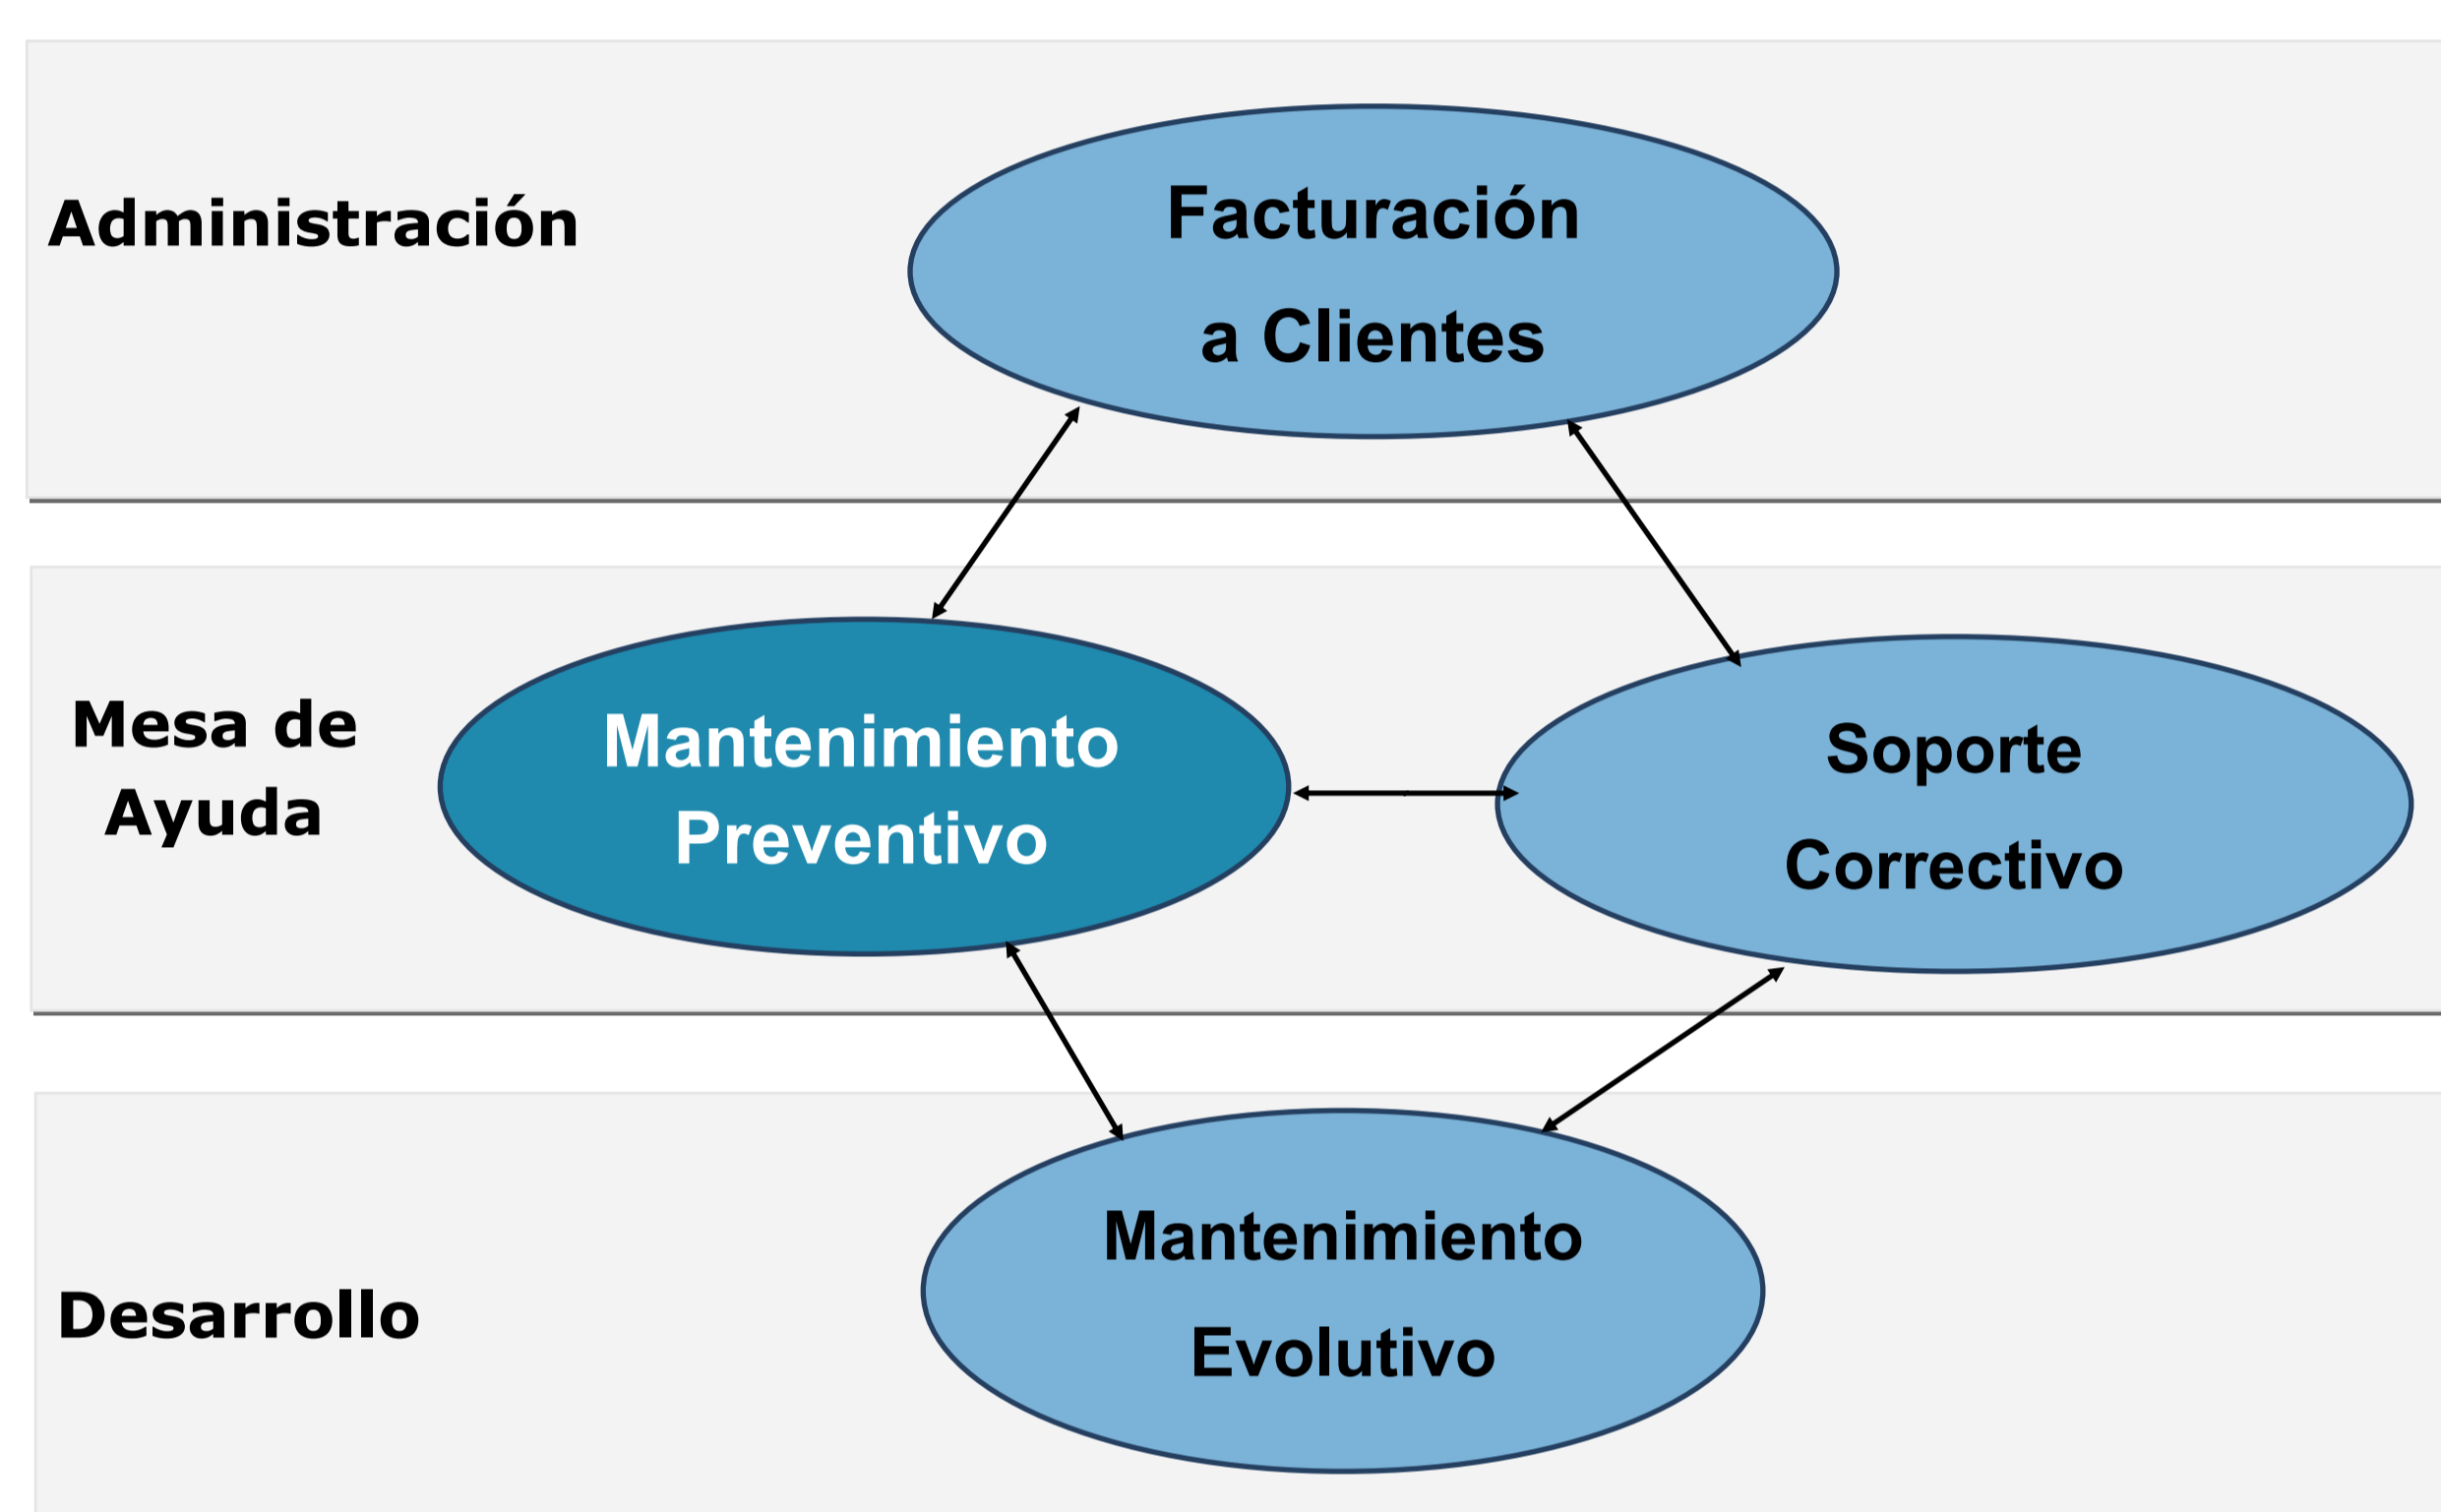 Administración
Facturación
a Clientes
Mesa de
Ayuda
Mantenimiento
Preventivo
Soporte
Correctivo
Desarrollo
Mantenimiento
Evolutivo